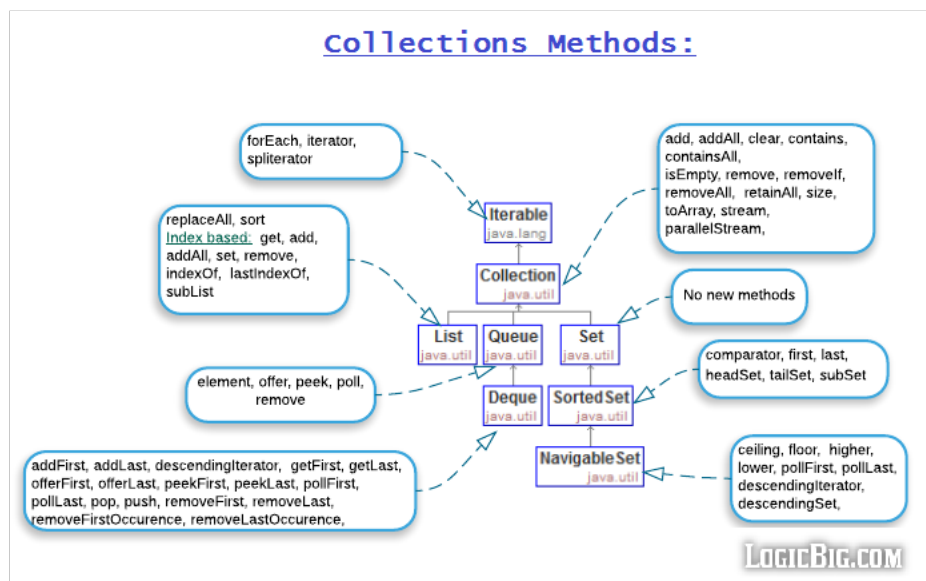 Collections Methods:
forEach, iterator,
spliterator
add, addAll, clear, contains,
containsAll,
isEmpty, remove, removeIf,
removeAll, retainAll, size,
toArray, stream,
parallelStream,
Iterable
java.lang
replaceAll, sort
Index based: get, add,
addAll, set, remove,
indexOf, lastIndexOf,
subList
Collection
java.util
No new methods
List
java.util
Queue
java.util
Set
java.util
element, offer, peek, poll,
remove
comparator, first, last,
headSet, tailSet, subSet
Deque
java.util
SortedSet
java.util
addFirst, addLast, descendingIterator, getFirst, getLast,
offerFirst, offerLast, peekFirst, peekLast, pollFirst,
pollLast, pop, push, removeFirst, removeLast,
removeFirstOccurence, removeLastOccurence,
NavigableSet
java.util
ceiling, floor, higher,
lower, pollFirst, pollLast,
descendingIterator,
descendingSet,
LOGICBIG.COM